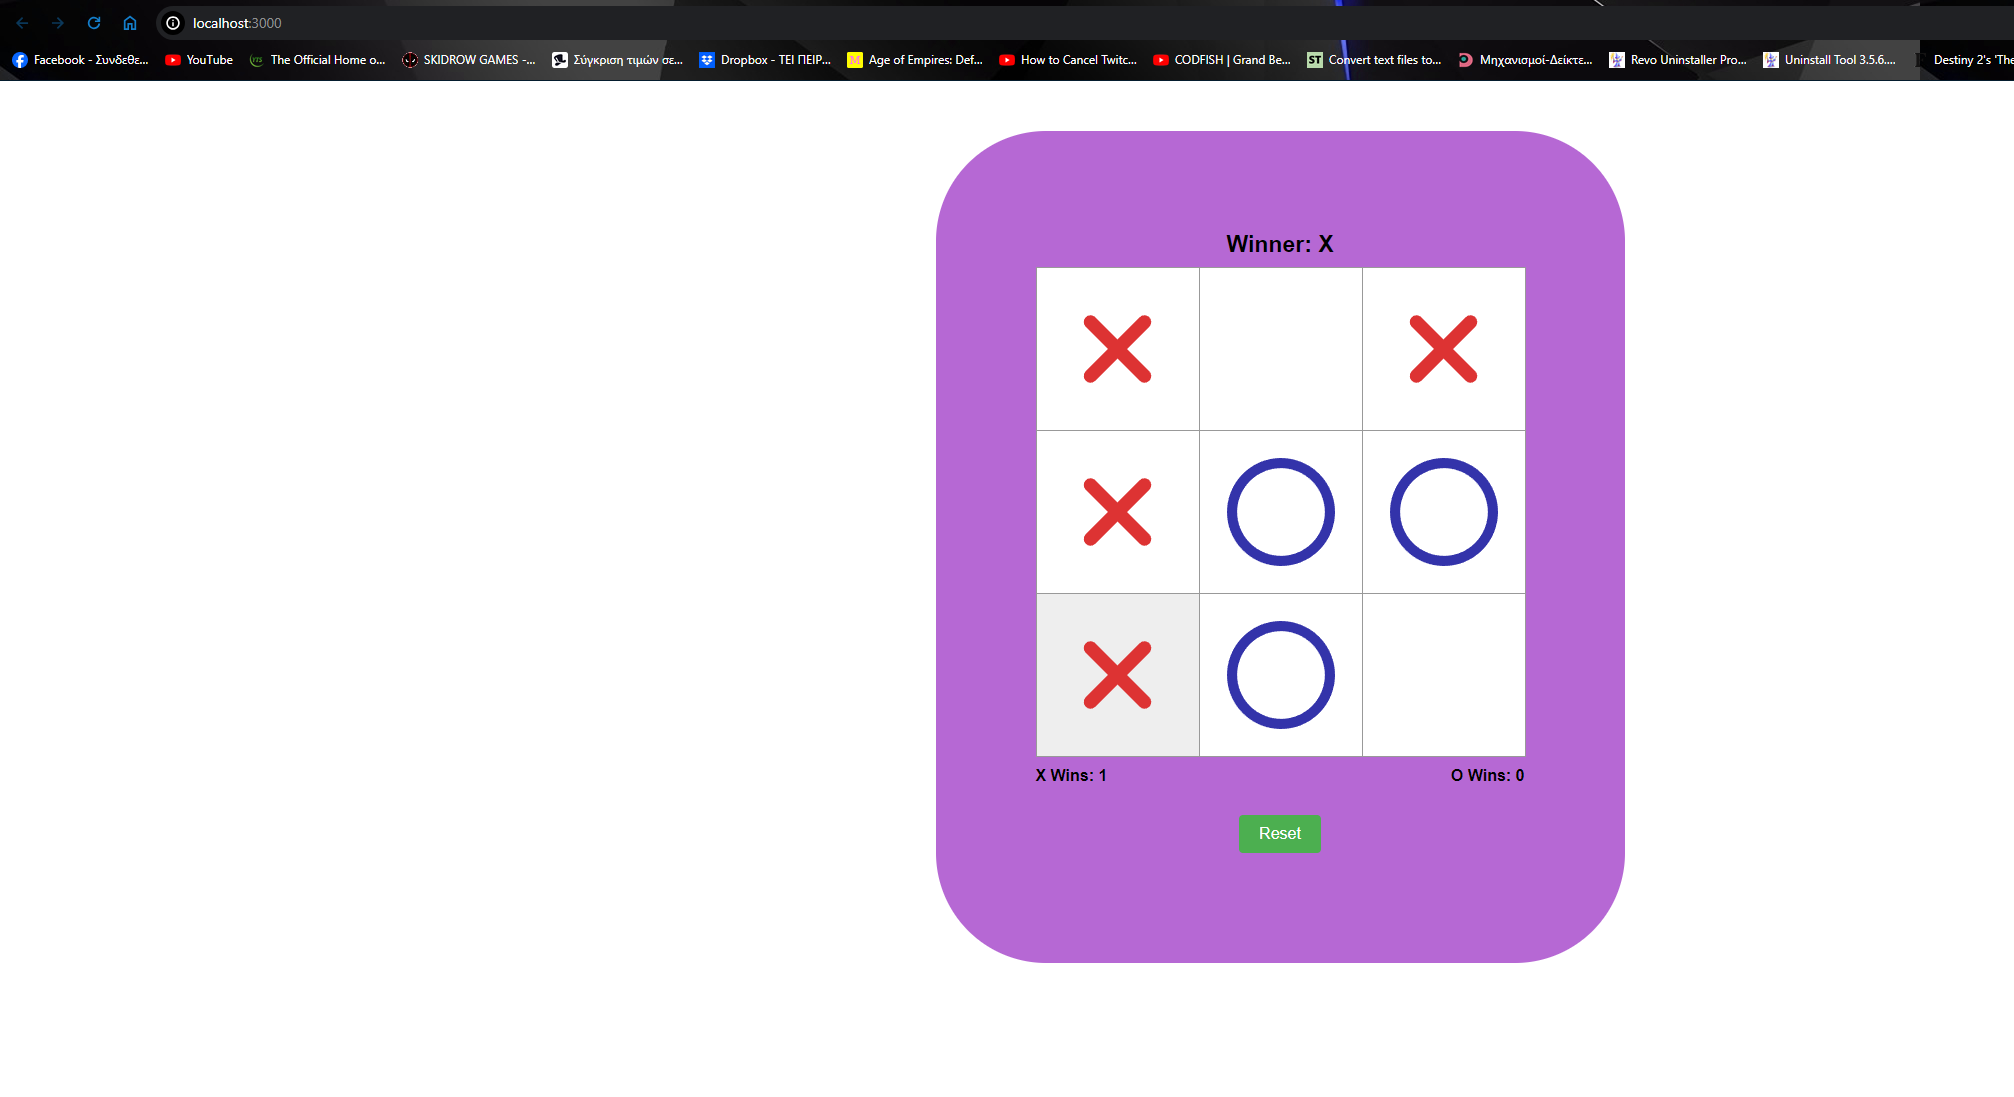 localhost:3000
Facebook - Συνδεθε... YouTube The Official Home o... SKIDROW GAMES -... Σύγκριση τιμών σε... Dropbox - ΤΕΙ ΠΕΙΡ... Age of Empires: Def... How to Cancel Twitc... CODFISH | Grand Be... ST Convert text files to... Μηχανισμοί-Δείκτε... Revo Uninstaller Pro... Uninstall Tool 3.5.6.... Destiny 2's 'The
Winner: X
X Wins: 1 O Wins: 0
Reset